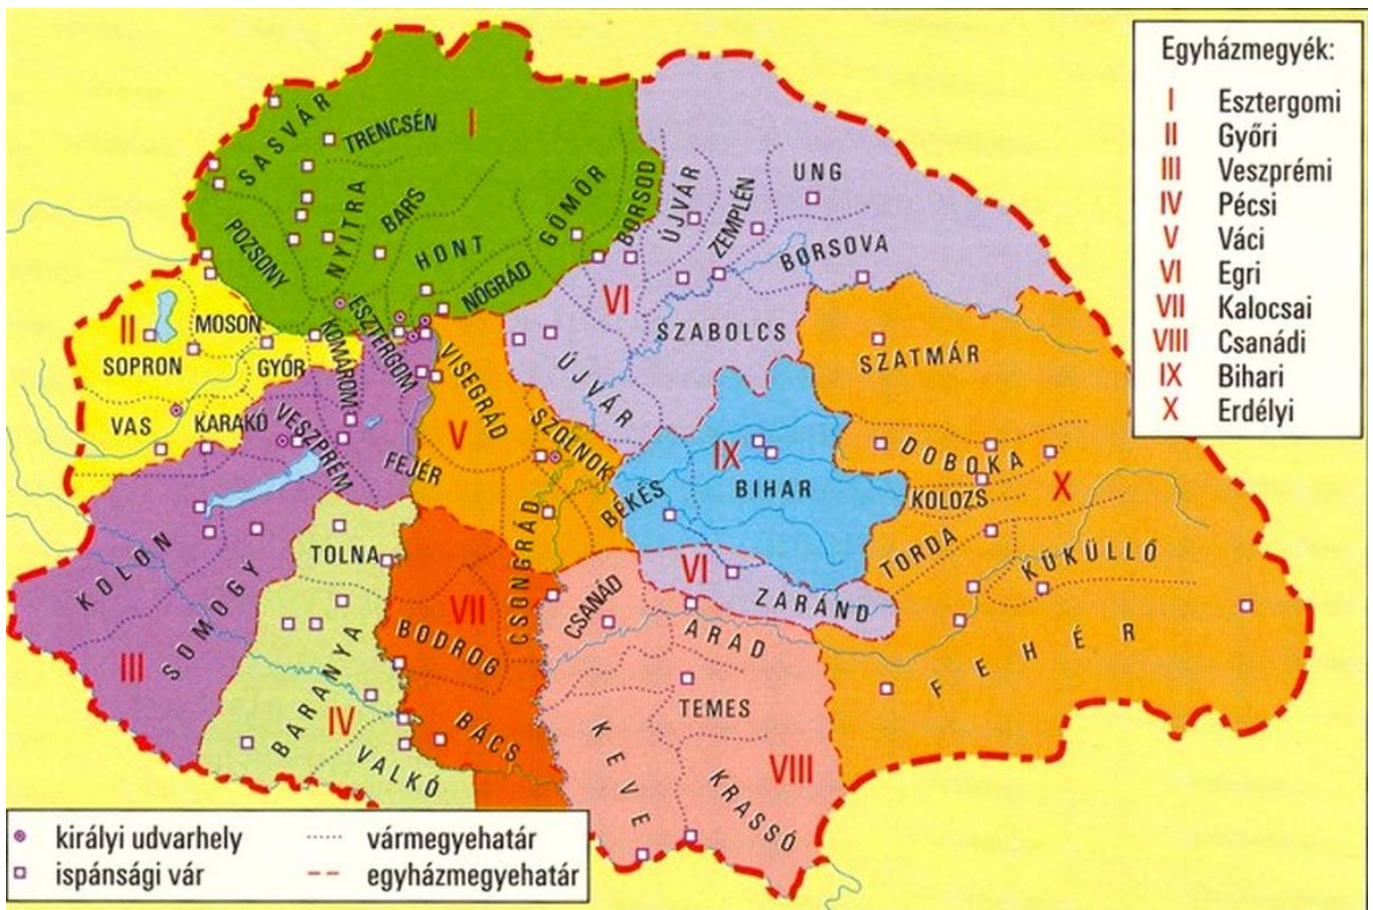 Egyházmegyék:
I Esztergomi
II Győri
III Veszprémi
IV Pécsi
V Váci
VI Egri
VII Kalocsai
VIII Csanádi
IX Bihari
X Erdélyi
SASVÁR
TRENCSÉN
I
POZSONY
NYITRA
BARS
HONT
GÖMÖR
NÓGRÁD
BORSOD
ÚJVÁR
ZEMPLÉN
UNG
BORSOVA
VI
SZABOLCS
ÚJVÁR
II
MOSON
SOPRON
GYŐR
VAS
KARAKÓ
KOMÁROM
ESZTERGOM
VESZPRÉM
FEJÉR
VISEGRÁD
V
SZOLNOK
CSONGRÁD
BÉKÉS
IX
BIHAR
SZATMÁR
DOBOKA
KOLOZS
X
TORDA
KÜKÜLLŐ
FEHÉR
KOLON
SOMOGY
III
TOLNA
BARANYA
IV
VALKÓ
VII
BODROG
BÁCS
CSANÁD
VI
ZARÁND
ARAD
TEMES
KEVE
KRASSÓ
VIII
királyi udvarhely
ispánsági vár
vármegyehatár
egyházmegyehatár